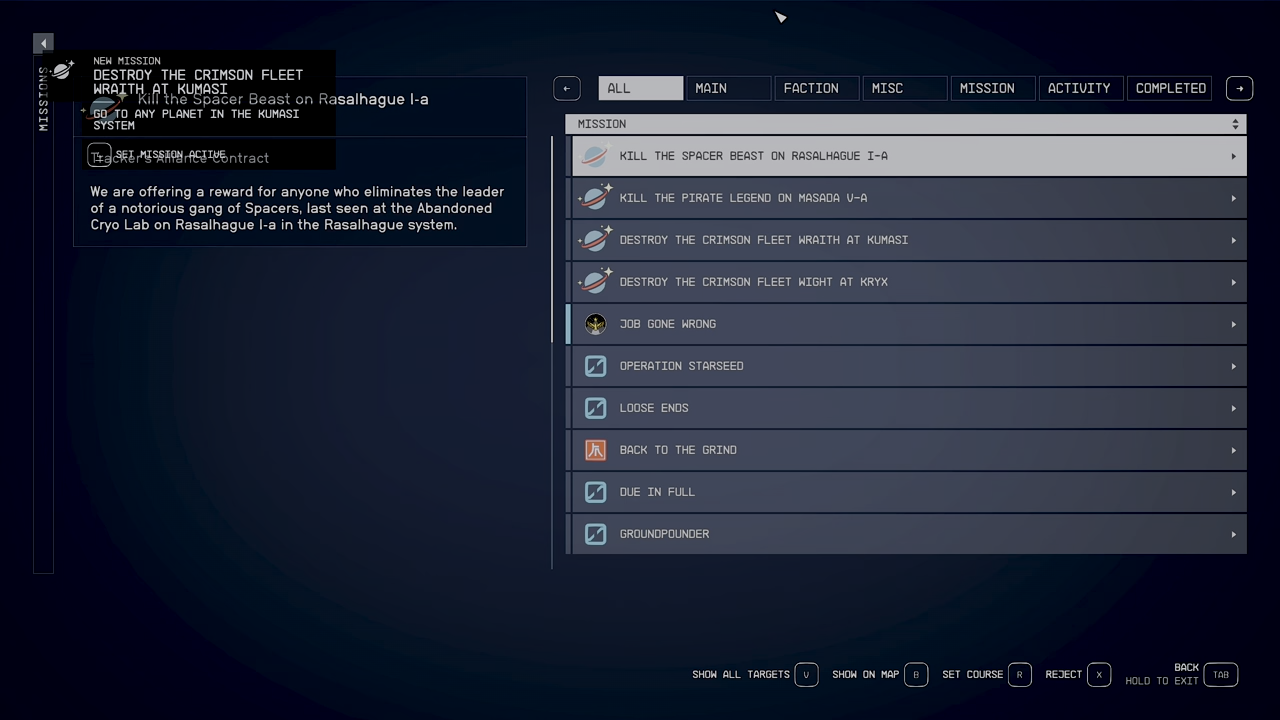 NEW MISSION
DESTROY THE CRIMSON FLEET
WRAITH AT KUMASI
GO TO ANY PLANET IN THE KUMASI
SYSTEM
SET MISSION ACTIVE
MISSIONS
Kill the Spacer Beast on Rasalhague I-a
Tracker's Alliance Contract
We are offering a reward for anyone who eliminates the leader
of a notorious gang of Spacers, last seen at the Abandoned
Cryo Lab on Rasalhague I-a in the Rasalhague system.
ALL
MAIN
FACTION
MISC
MISSION
ACTIVITY
COMPLETED
MISSION
KILL THE SPACER BEAST ON RASALHAGUE I-A
KILL THE PIRATE LEGEND ON MASADA V-A
DESTROY THE CRIMSON FLEET WRAITH AT KUMASI
DESTROY THE CRIMSON FLEET WIGHT AT KRYX
JOB GONE WRONG
OPERATION STARSEED
LOOSE ENDS
BACK TO THE GRIND
DUE IN FULL
GROUNDPOUNDER
SHOW ALL TARGETS V
SHOW ON MAP B
SET COURSE R
REJECT X
BACK
HOLD TO EXIT TAB